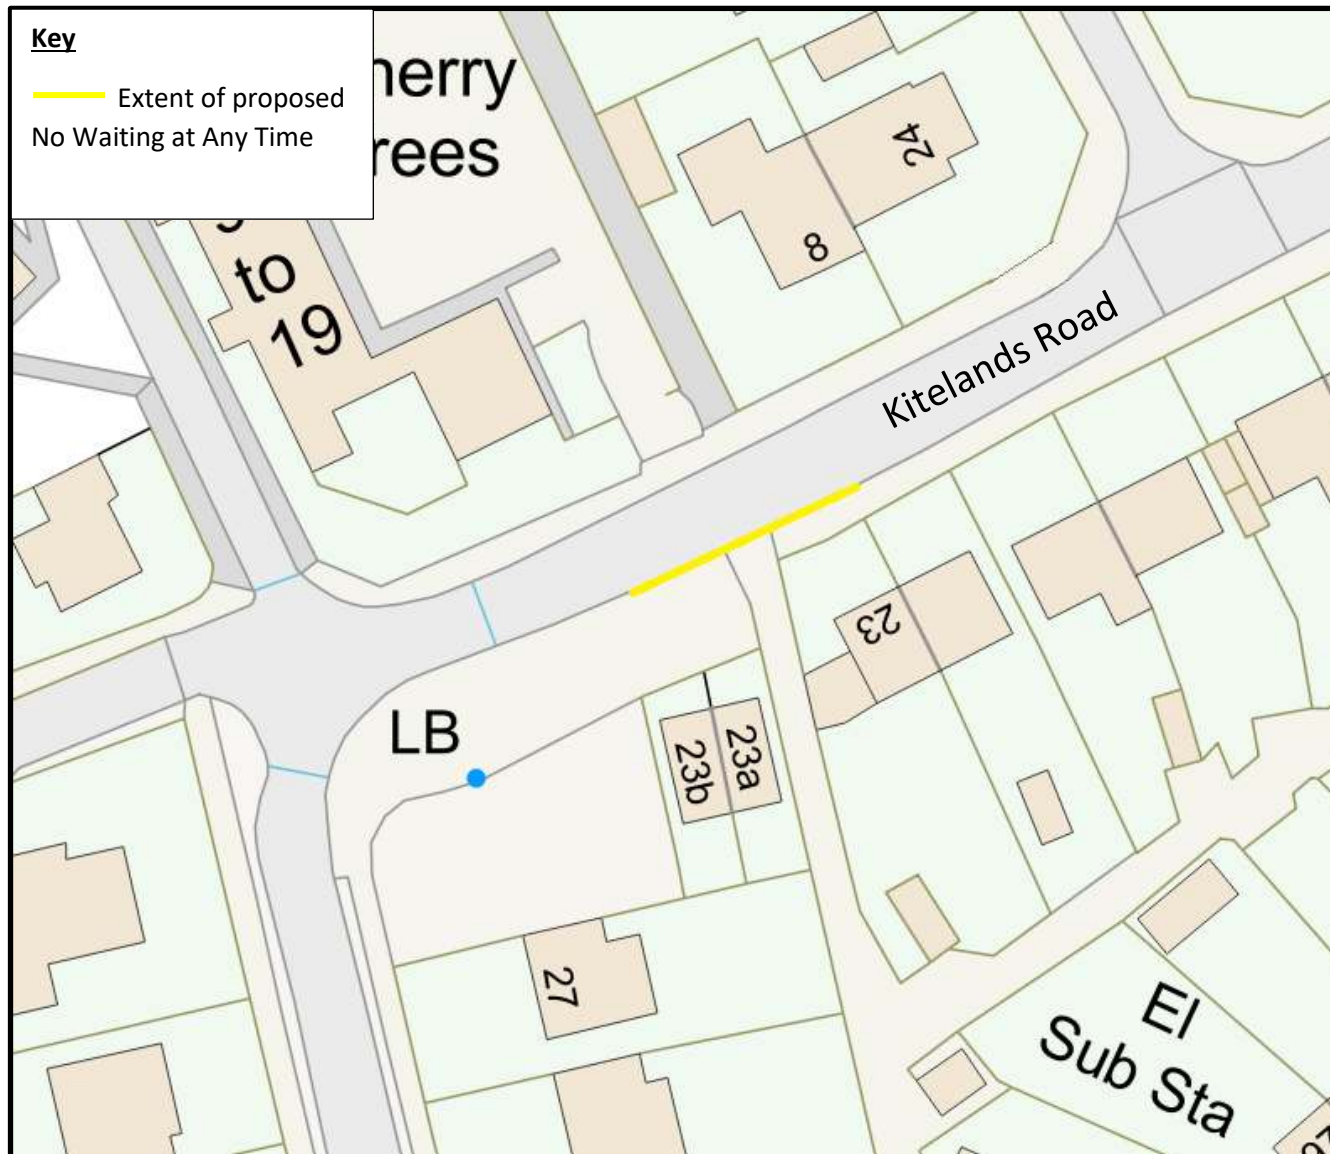 Key
Extent of proposed
No Waiting at Any Time
herry
rees
to
19
24
8
Kitelands Road
23
LB
23b
23a
27
El
Sub Sta